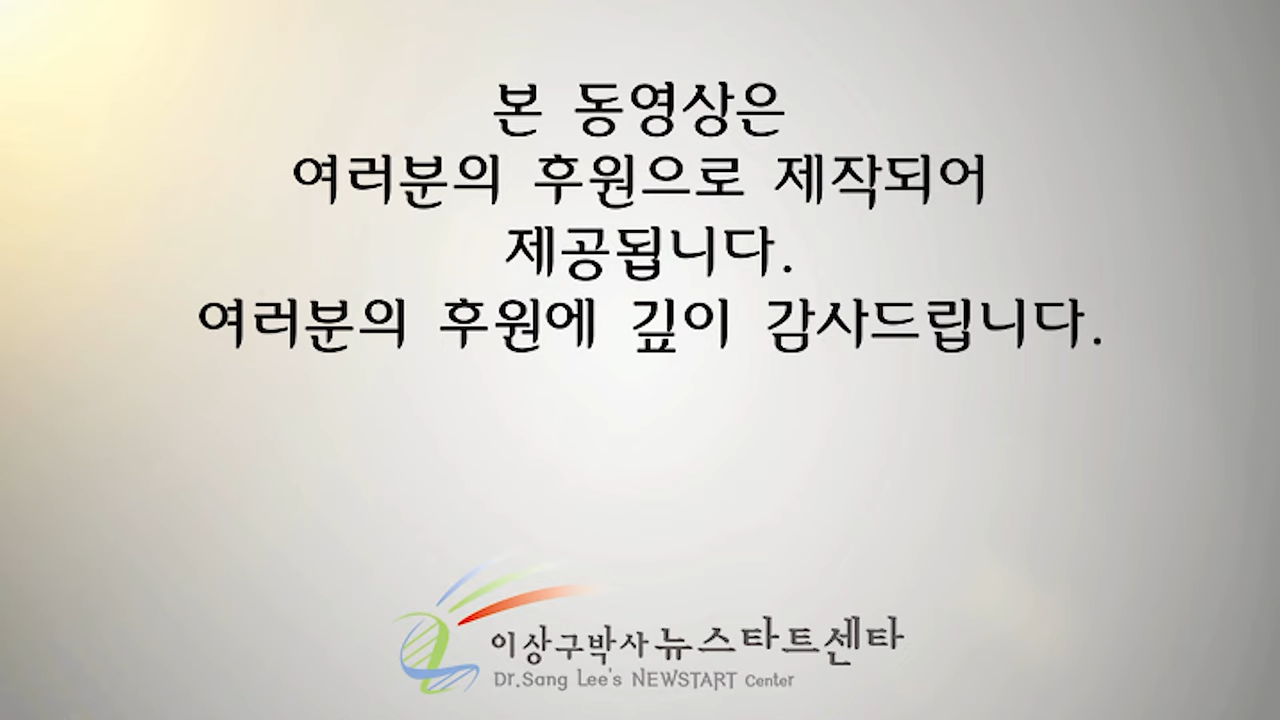 본 동영상은
여러분의 후원으로 제작되어
제공됩니다.
여러분의 후원에 깊이 감사드립니다.
이상구박사 뉴스타트센타
Dr.Sang Lee's NEWSTART Center